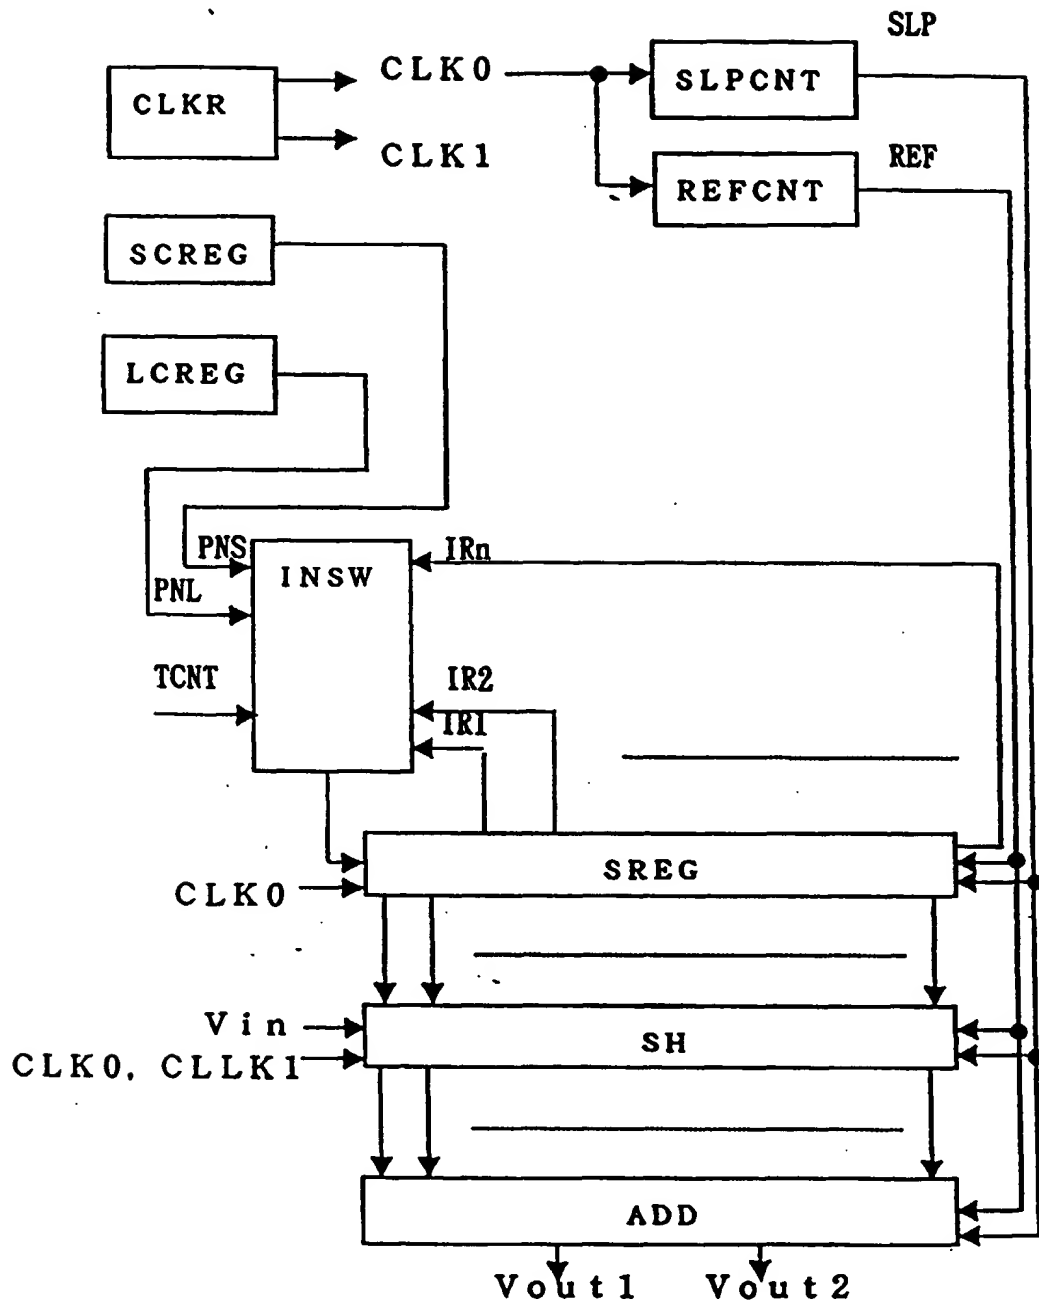 SLP
CLK0
SLPCNT
CLKR
CLK1
REF
REFCNT
SCREG
LCREG
PNS
IRn
INSW
PNL
TCNT
IR2
IR1
SREG
CLK0
Vin
SH
CLK0, CLLK1
ADD
Vout1 Vout2